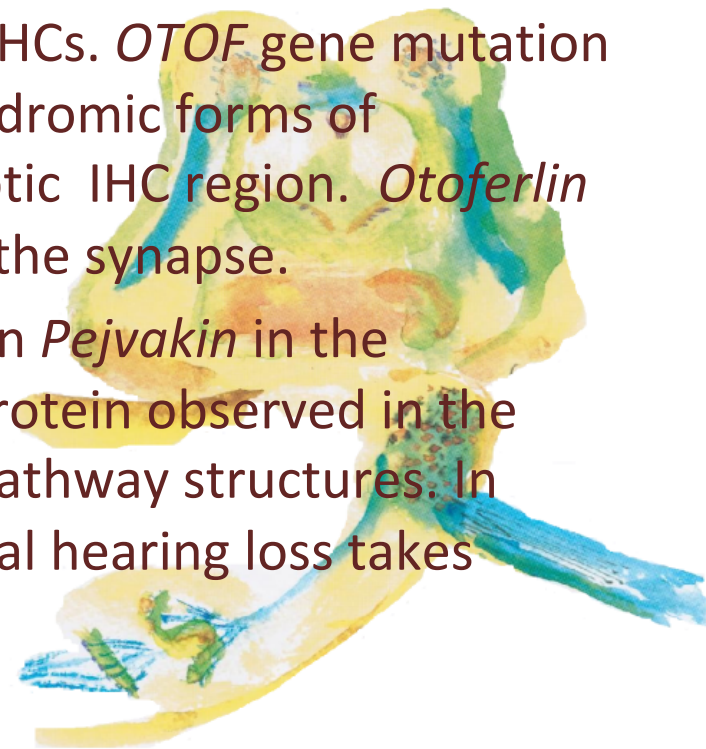 HCs. OTOF gene mutation
dromic forms of
otic IHC region. Otoferlin
the synapse.
n Pejvakin in the
rotein observed in the
athway structures. In
al hearing loss takes